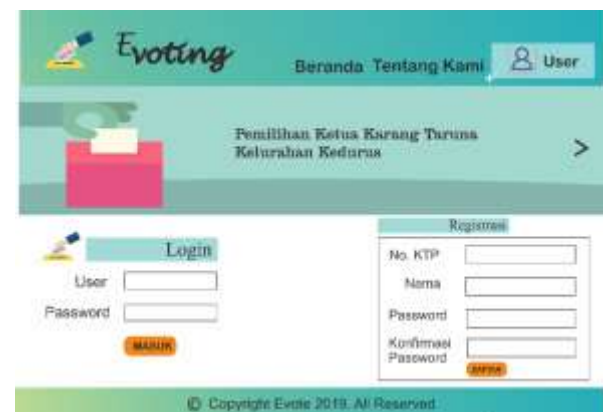 Evoting
Beranda Tentang Kami User
Pemilihan Ketua Karang Taruna
Kelurahan Kedurus
>
Login
User
Password
MASUK
Registrasi
No. KTP
Nama
Password
Konfirmasi
Password
© Copyright Evote 2019. All Reserved